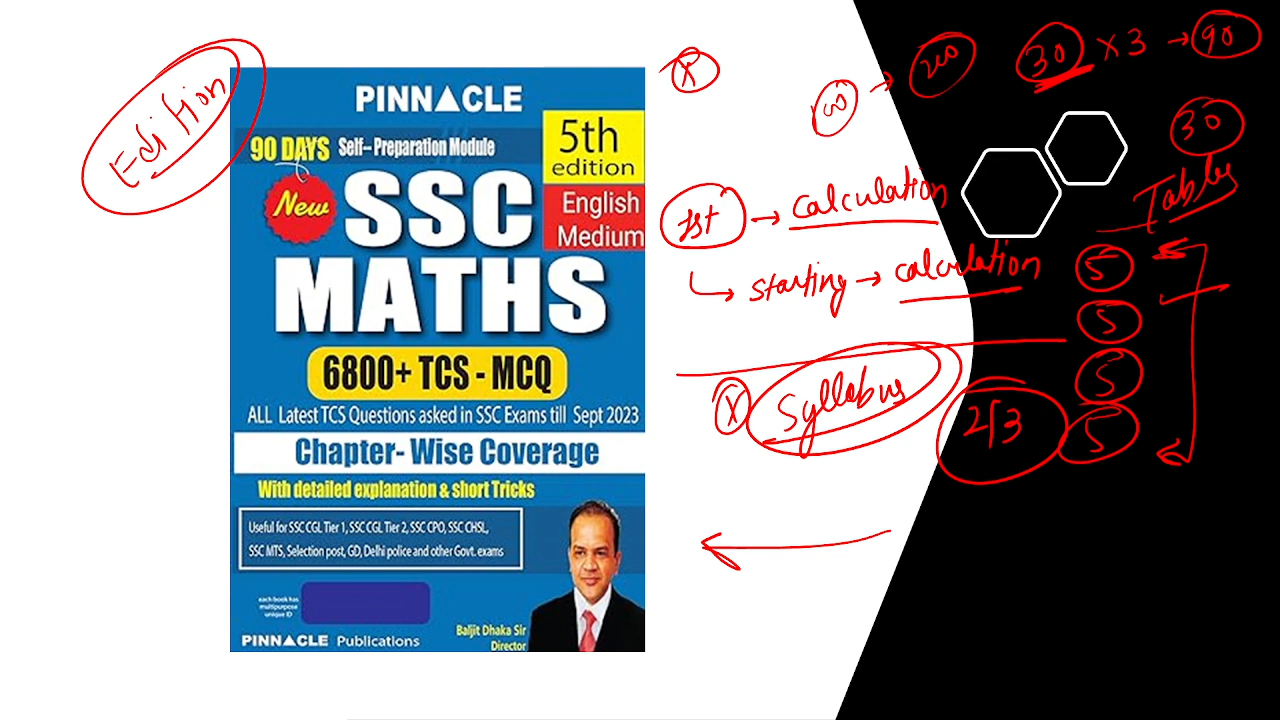 Edition
PINNACLE
90 DAYS Self-Preparation Module
5th
edition
New
SSC
English
Medium
MATHS
6800+ TCS - MCQ
ALL Latest TCS Questions asked in SSC Exams till Sept 2023
Chapter- Wise Coverage
With detailed explanation & short Tricks
Useful for SSC CGL Tier 1, SSC CGL Tier 2, SSC CPO, SSC CHSL,
SSC MTS, Selection post, GD, Delhi police and other Govt. exams
each book has
multipurpose
unique ID
PINNACLE Publications
Baljit Dhaka Sir
Director
X
→ 200
30 X 3 → 90
30
Tables
1st → calculation
starting → calculation
5
5
5
5
X Syllabus
2/3